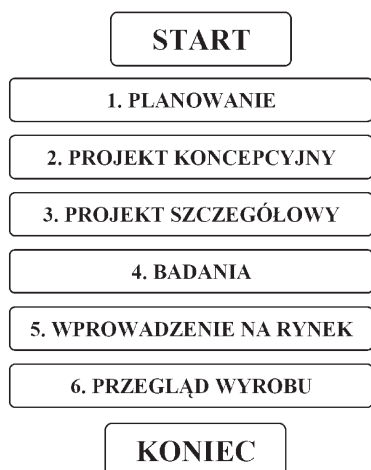 START
1. PLANOWANIE
2. PROJEKT KONCEPCYJNY
3. PROJEKT SZCZEGÓŁOWY
4. BADANIA
5. WPROWADZENIE NA RYNEK
6. PRZEGLĄD WYROBU
KONIEC